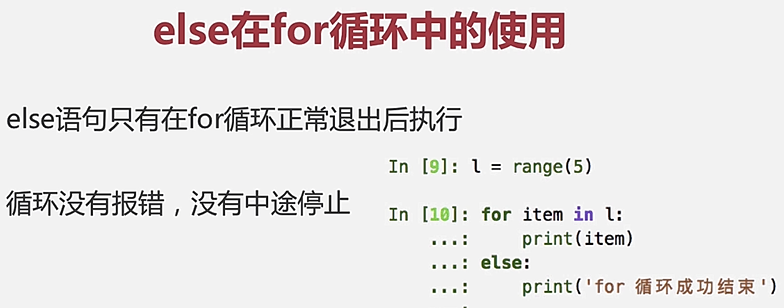 else在for循环中的使用
else语句只有在for循环正常退出后执行
循环没有报错，没有中途停止
In [9]: l = range(5)
In [10]: for item in l:
...:     print(item)
...: else:
...:     print('for 循环成功结束')